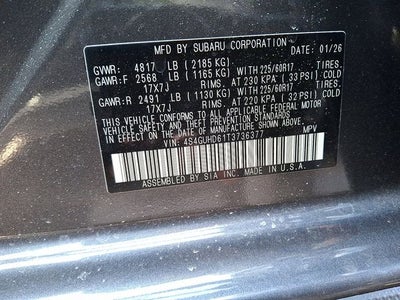 MFD BY SUBARU CORPORATION DATE: 01/26
GVWR: 4817 LB (2185 KG)
GAWR:F 2568 LB (1165 KG) WITH 225/60R17 TIRES.
17X7J RIMS, AT 230 KPA (33 PSI) COLD
GAWR:R 2491 LB (1130 KG) WITH 225/60R17 TIRES.
17X7J RIMS, AT 220 KPA (32 PSI) COLD
THIS VEHICLE CONFORMS TO ALL APPLICABLE FEDERAL MOTOR
VEHICLE SAFETY STANDARDS IN EFFECT ON
THE DATE OF MANUFACTURE SHOWN ABOVE.
VIN: 4S4GUHD61T3736377 MPV
ASSEMBLED BY SIA INC. MADE IN U.S.A.